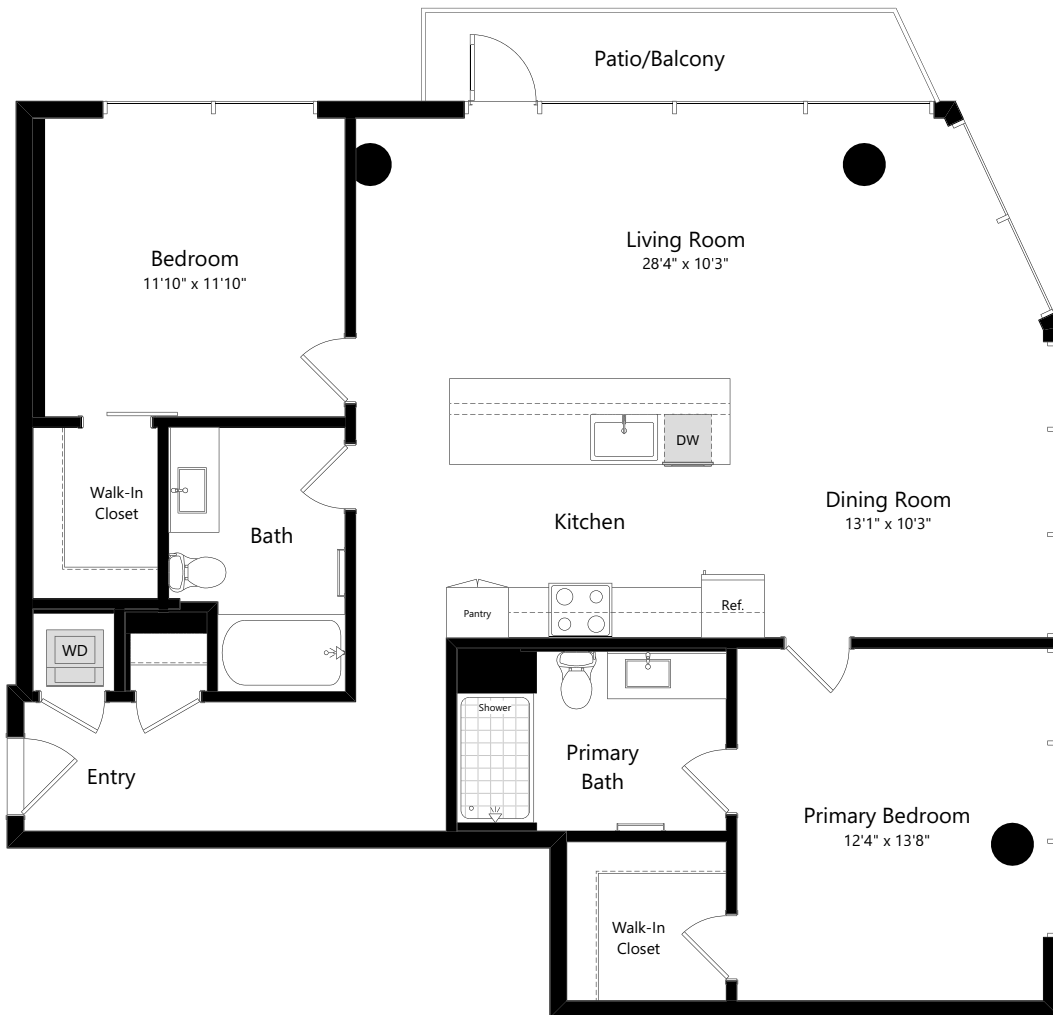 Patio/Balcony
Living Room
28'4" x 10'3"
Bedroom
11'10" x 11'10"
DW
Walk-In
Closet
Dining Room
13'1" x 10'3"
Kitchen
Bath
Pantry
Ref.
WD
Shower
Primary
Bath
Entry
Primary Bedroom
12'4" x 13'8"
Walk-In
Closet